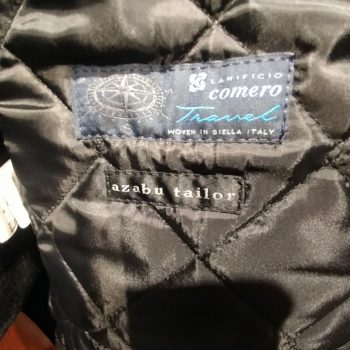 LANIFICIO
comero
Travel
WOVEN IN BIELLA ITALY
S
azabu tailor